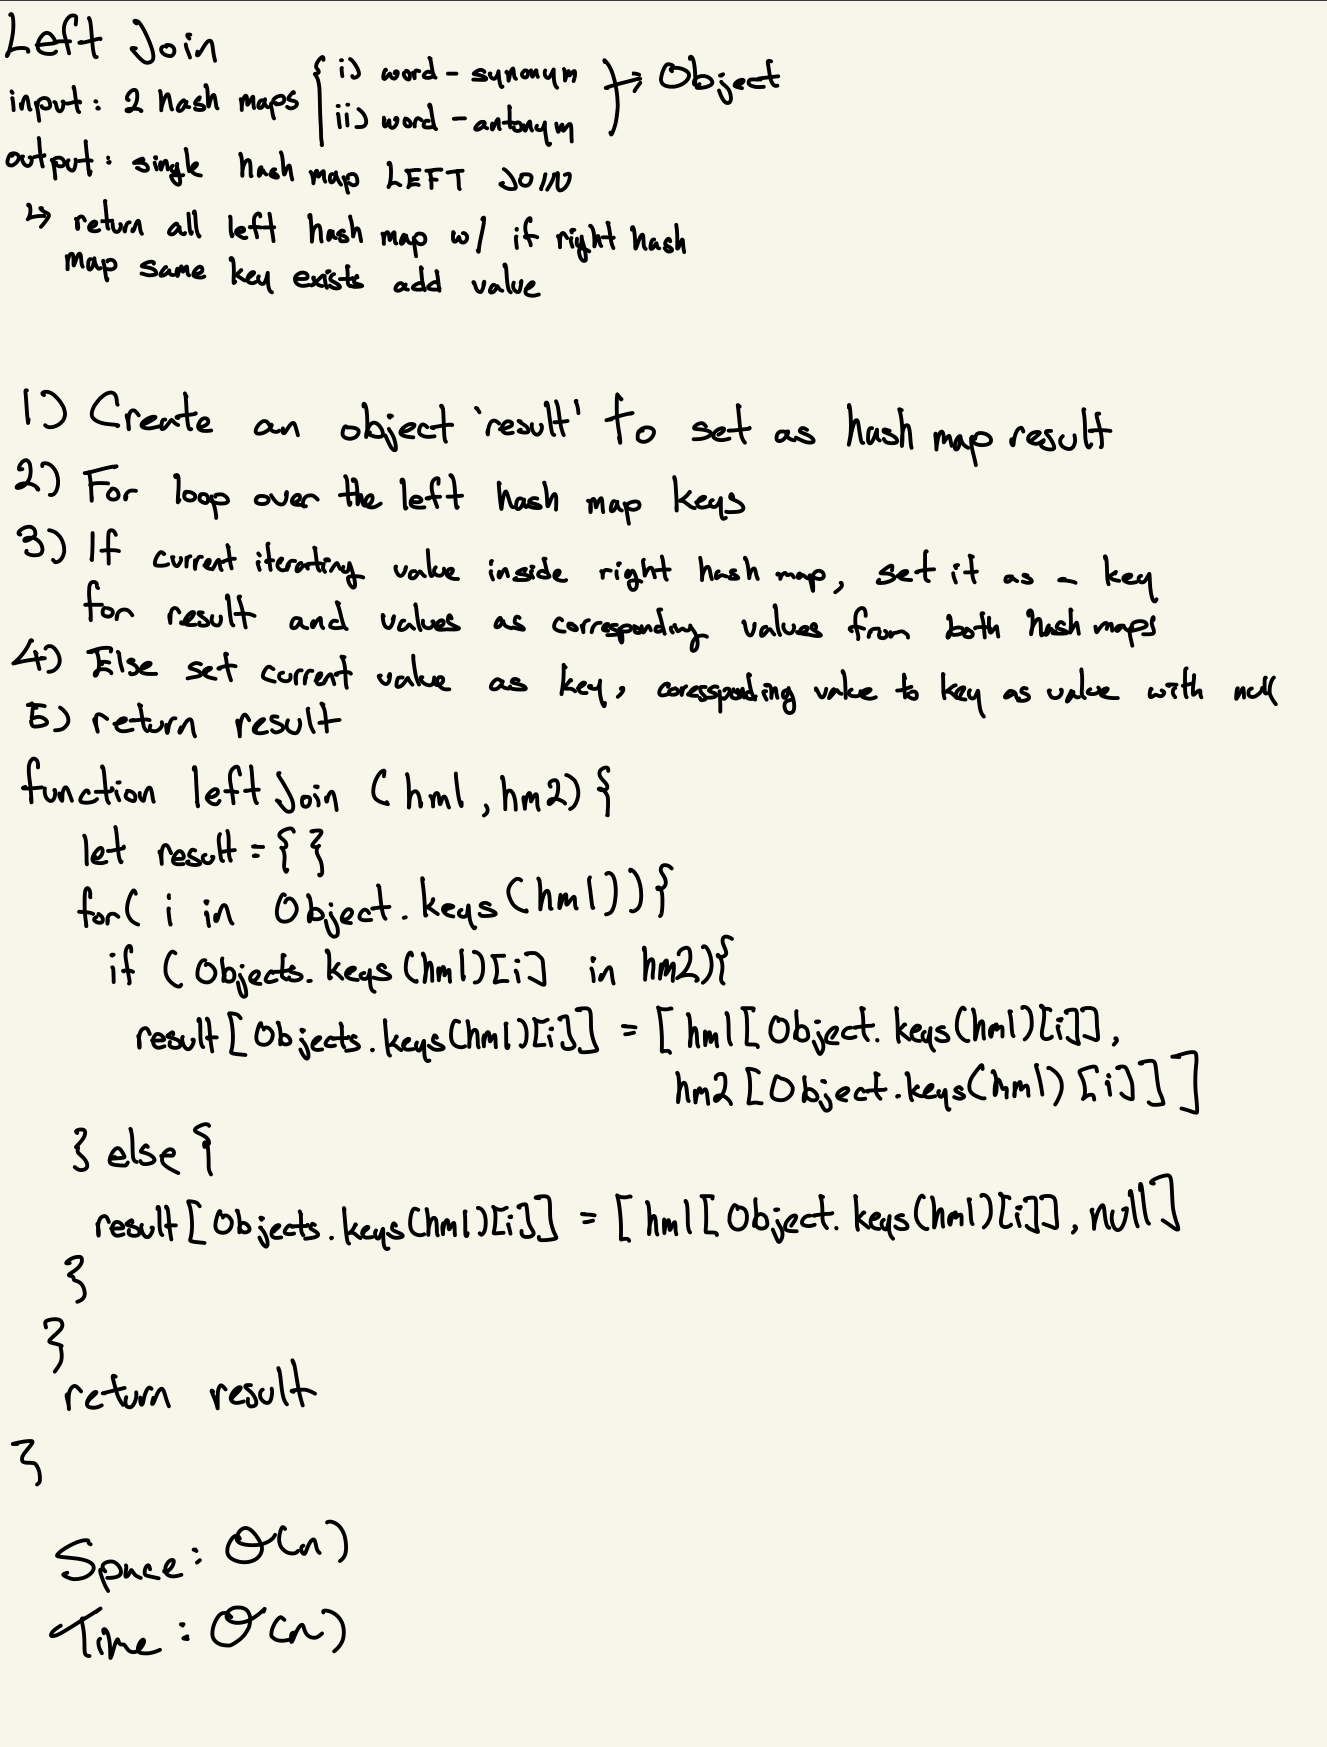 Left Join
input: 2 hash maps { i) word - synonym } → Object
ii) word - antonym
output: single hash map LEFT JOIN
↳ return all left hash map w/ if right hash
map same key exists add value
1) Create an object 'result' to set as hash map result
2) For loop over the left hash map keys
3) If current iterating value inside right hash map, set it as a key
for result and values as corresponding values from both hash maps
4) Else set current value as key, coressponding value to key as value with null
5) return result
function leftJoin (hm1, hm2) {
let result = { }
for( i in Object.keys(hm1)) {
if (Objects.keys(hm1)[i] in hm2){
result[Objects.keys(hm1)[i]] = [hm1[Object.keys(hm1)[i]],
hm2[Object.keys(hm1)[i]]]
} else {
result[Objects.keys(hm1)[i]] = [hm1[Object.keys(hm1)[i]], null]
}
}
return result
}
Space: O(n)
Time: O(n)